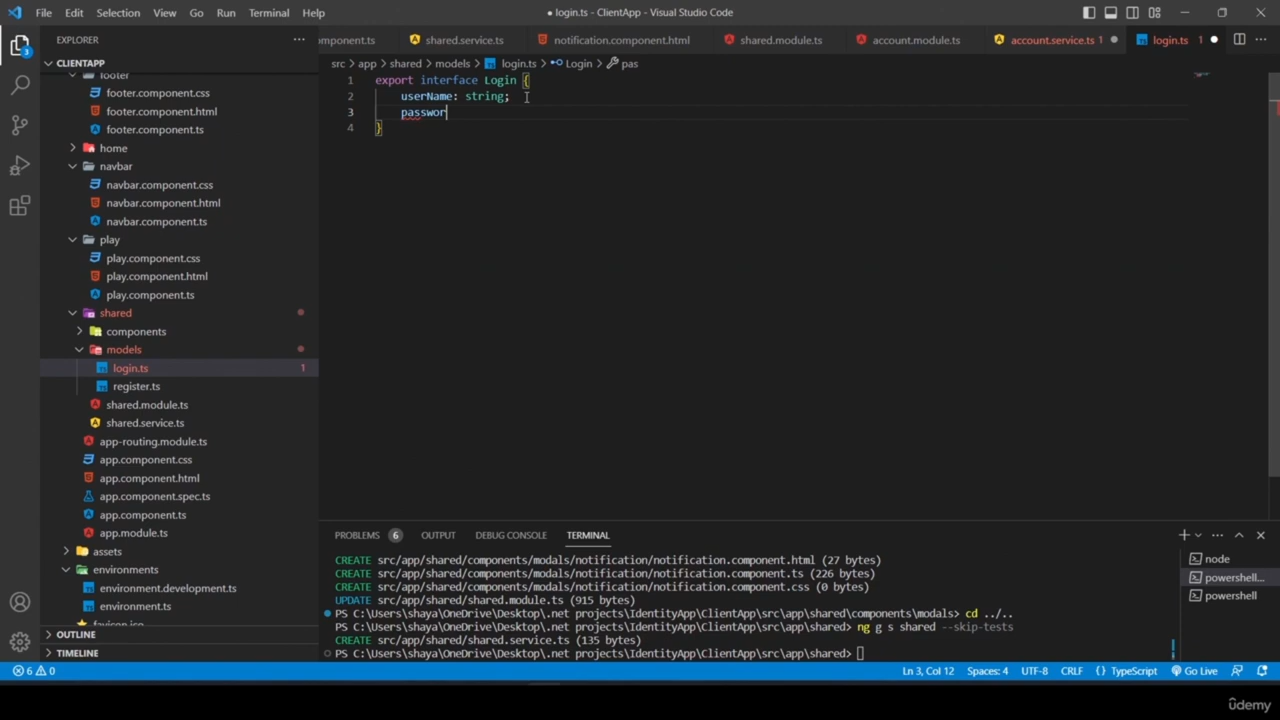 File Edit Selection View Go Run Terminal Help
● login.ts - ClientApp - Visual Studio Code
EXPLORER
CLIENTAPP
footer
footer.component.css
footer.component.html
footer.component.ts
home
navbar
navbar.component.css
navbar.component.html
navbar.component.ts
play
play.component.css
play.component.html
play.component.ts
shared
components
models
login.ts 1
register.ts
shared.module.ts
shared.service.ts
app-routing.module.ts
app.component.css
app.component.html
app.component.spec.ts
app.component.ts
app.module.ts
assets
environments
environment.development.ts
environment.ts
favicon.ico
OUTLINE
TIMELINE
3
omponent.ts shared.service.ts notification.component.html shared.module.ts account.module.ts account.service.ts 1 login.ts 1
src > app > shared > models > login.ts > Login > pas
1 export interface Login {
2 userName: string;
3 passwor
4 }
PROBLEMS 6 OUTPUT DEBUG CONSOLE TERMINAL
CREATE src/app/shared/components/modals/notification/notification.component.html (27 bytes)
CREATE src/app/shared/components/modals/notification/notification.component.ts (226 bytes)
CREATE src/app/shared/components/modals/notification/notification.component.css (0 bytes)
UPDATE src/app/shared/shared.module.ts (915 bytes)
PS C:\Users\shaya\OneDrive\Desktop\.net projects\IdentityApp\ClientApp\src\app\shared\components\modals> cd ../..
PS C:\Users\shaya\OneDrive\Desktop\.net projects\IdentityApp\ClientApp\src\app\shared> ng g s shared --skip-tests
CREATE src/app/shared/shared.service.ts (135 bytes)
PS C:\Users\shaya\OneDrive\Desktop\.net projects\IdentityApp\ClientApp\src\app\shared>
node
powershell...
powershell
6 0
Ln 3, Col 12 Spaces: 4 UTF-8 CRLF {} TypeScript Go Live
ûdemy